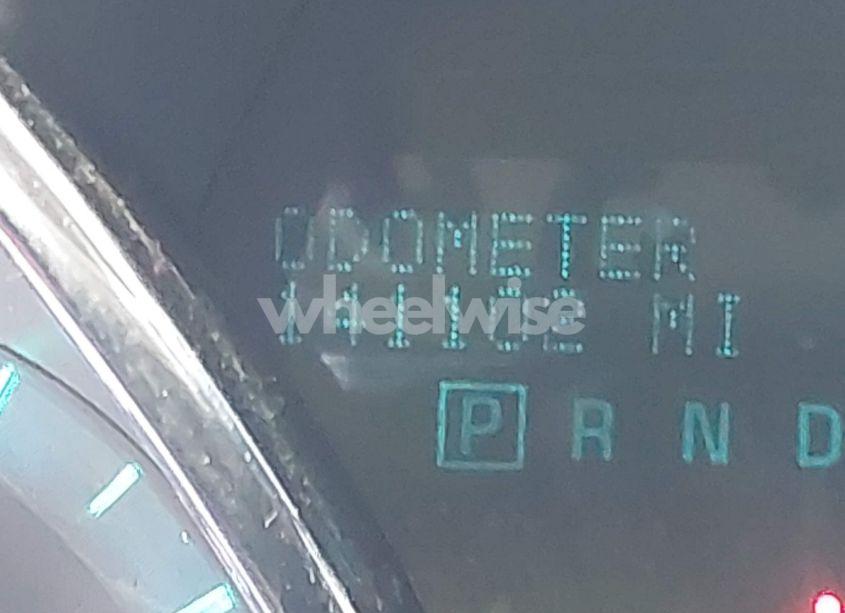 ODOMETER
MI
wheelwise
P R N D